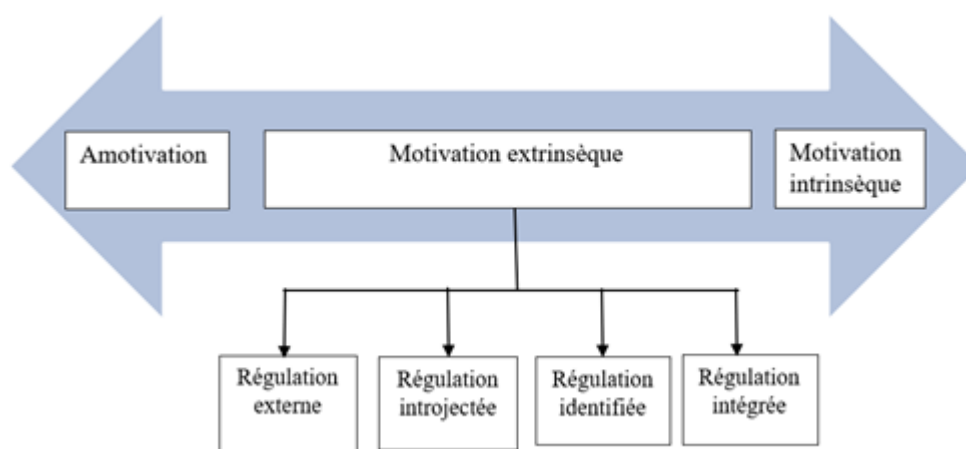 Amotivation
Motivation extrinsèque
Motivation
intrinsèque
Régulation
externe
Régulation
introjectée
Régulation
identifiée
Régulation
intégrée